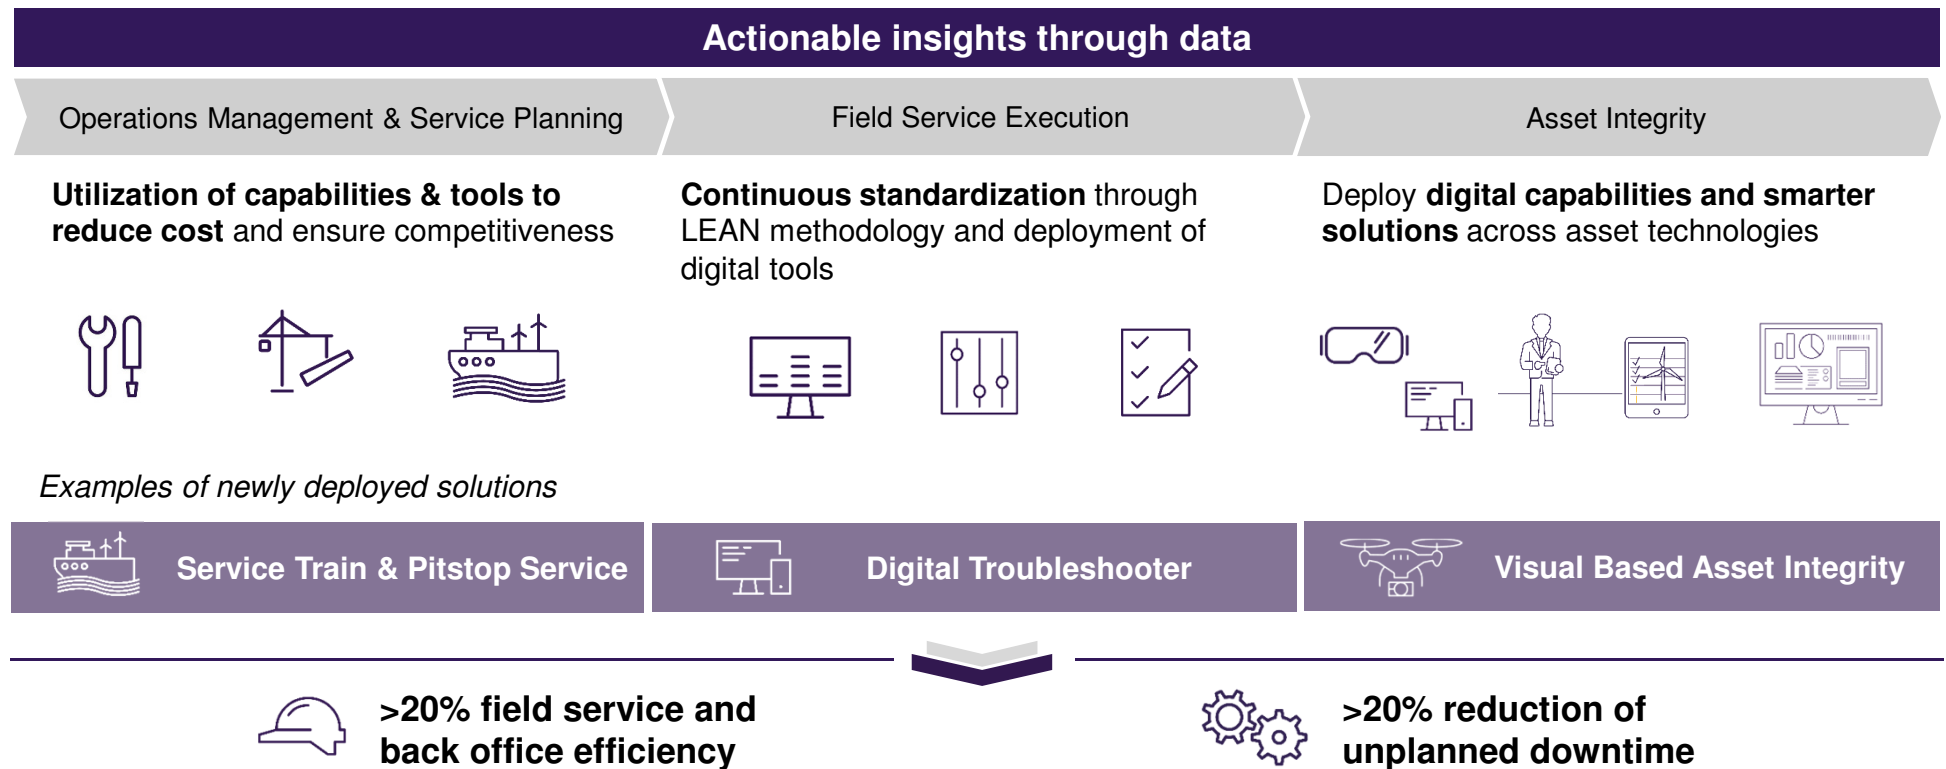 Actionable insights through data
Operations Management & Service Planning
Field Service Execution
Asset Integrity
Utilization of capabilities & tools to
reduce cost and ensure competitiveness
Continuous standardization through
LEAN methodology and deployment of
digital tools
Deploy digital capabilities and smarter
solutions across asset technologies
Examples of newly deployed solutions
Service Train & Pitstop Service
Digital Troubleshooter
Visual Based Asset Integrity
>20% field service and
back office efficiency
>20% reduction of
unplanned downtime